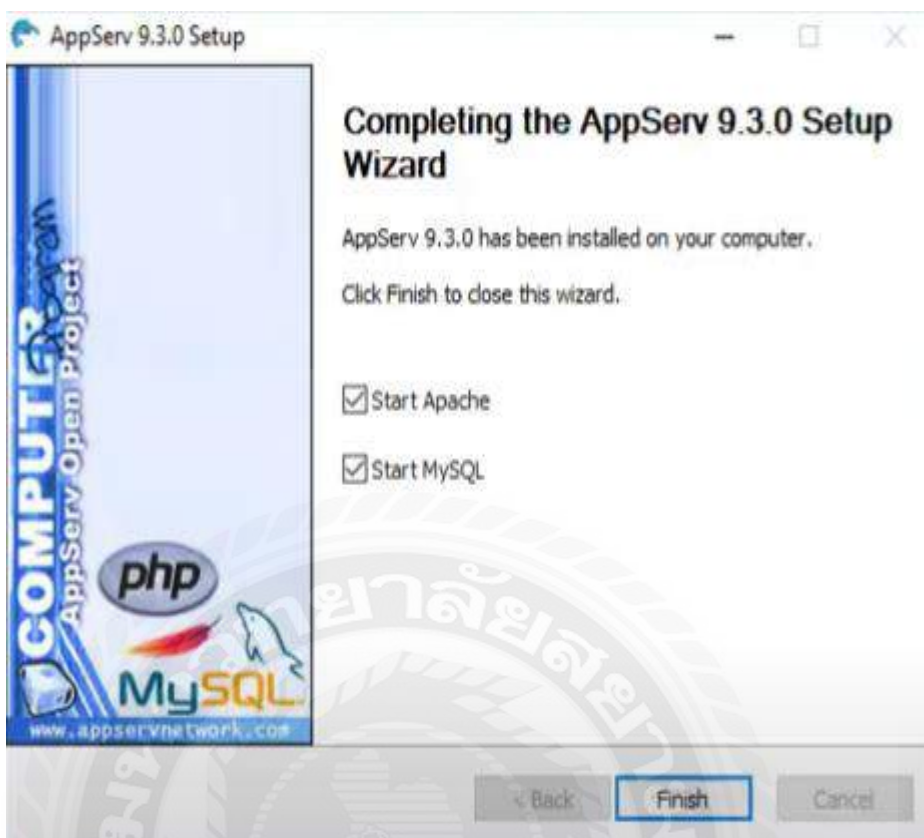 AppServ 9.3.0 Setup
Completing the AppServ 9.3.0 Setup
Wizard
AppServ 9.3.0 has been installed on your computer.
Click Finish to close this wizard.
Start Apache
Start MySQL
COMPUTER
Program
AppServ Open Project
php
MySQL
www.appservnetwork.com
< Back
Finish
Cancel